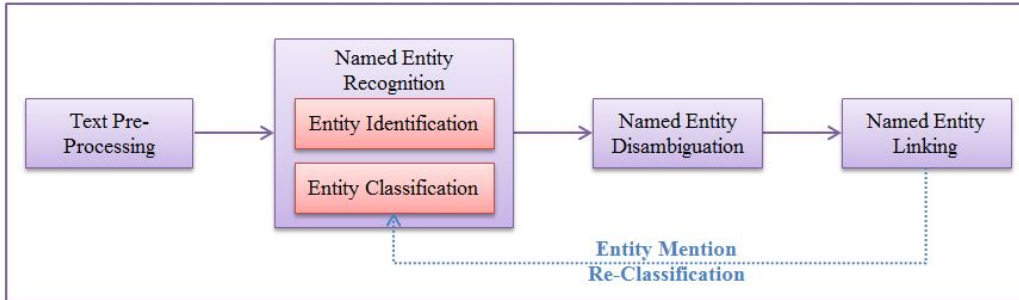 Text Pre-
Processing
Named Entity
Recognition
Entity Identification
Entity Classification
Named Entity
Disambiguation
Named Entity
Linking
Entity Mention
Re-Classification